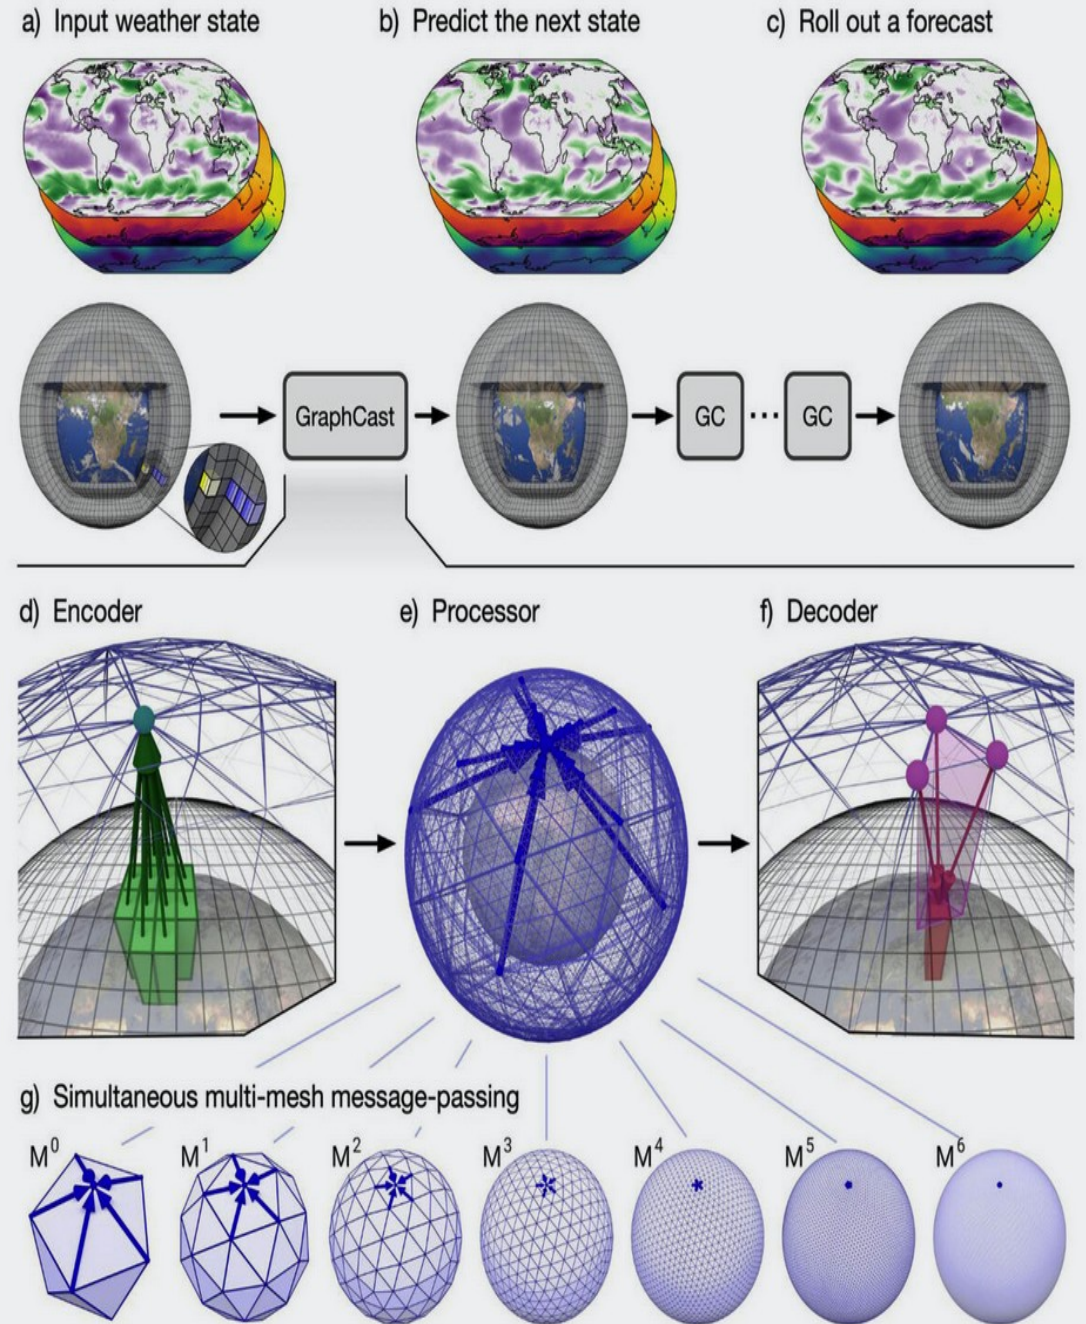 a) Input weather state
b) Predict the next state
c) Roll out a forecast
GraphCast
GC
...
GC
d) Encoder
e) Processor
f) Decoder
g) Simultaneous multi-mesh message-passing
M⁰
M¹
M²
M³
M⁴
M⁵
M⁶